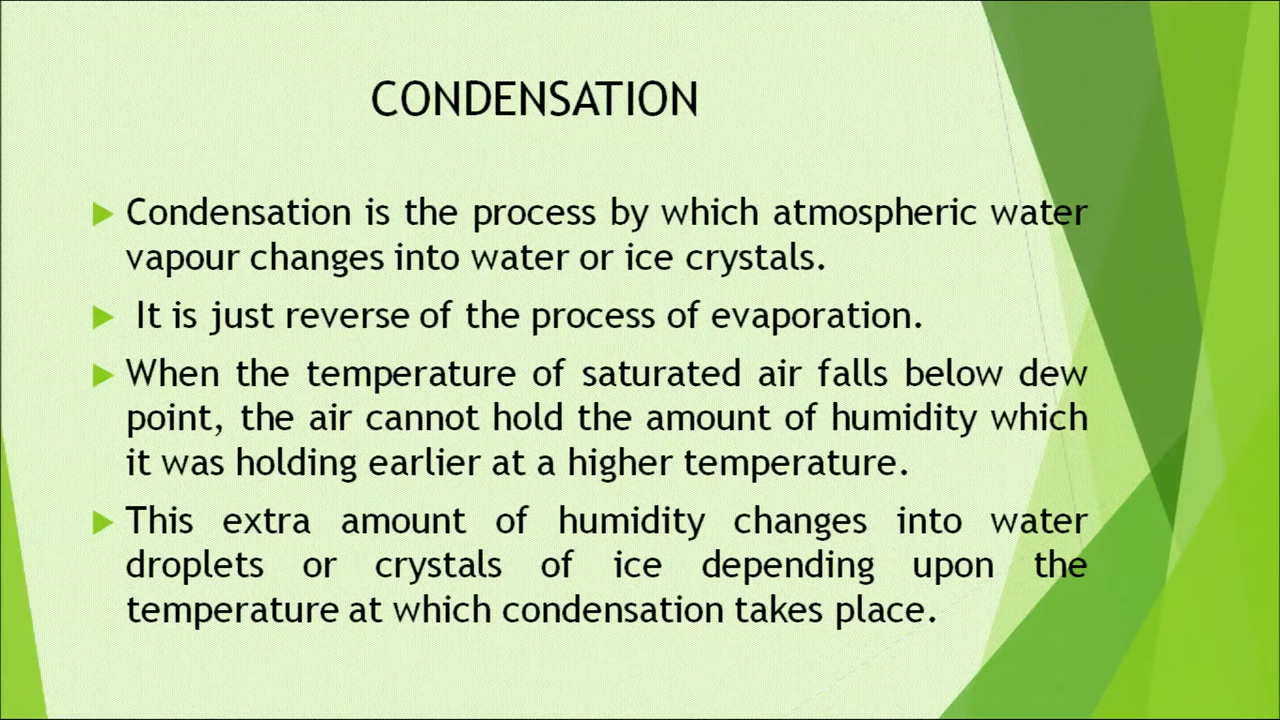 CONDENSATION
Condensation is the process by which atmospheric water
vapour changes into water or ice crystals.
It is just reverse of the process of evaporation.
When the temperature of saturated air falls below dew
point, the air cannot hold the amount of humidity which
it was holding earlier at a higher temperature.
This extra amount of humidity changes into water
droplets or crystals of ice depending upon the
temperature at which condensation takes place.